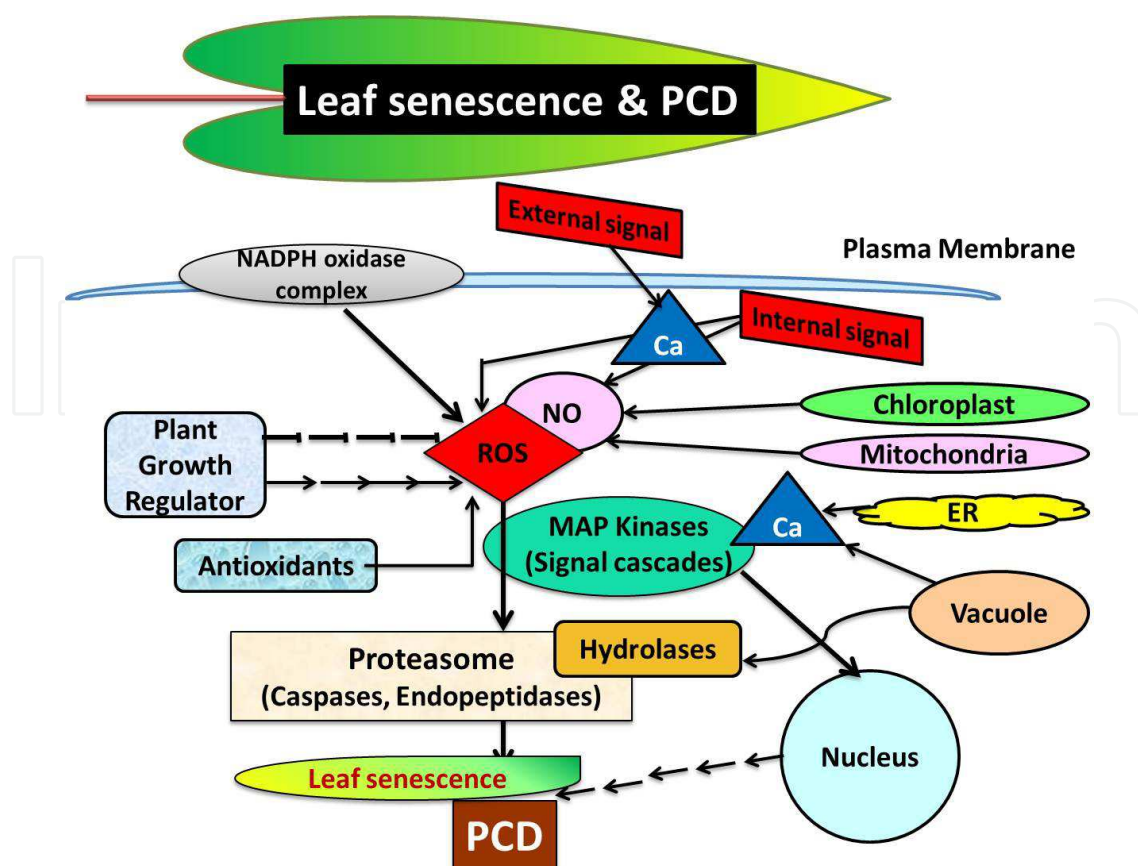 Leaf senescence & PCD
External signal
Plasma Membrane
NADPH oxidase
complex
Internal signal
Ca
NO
Chloroplast
Plant
Growth
Regulator
ROS
Mitochondria
MAP Kinases
(Signal cascades)
Ca
ER
Antioxidants
Vacuole
Hydrolases
Proteasome
(Caspases, Endopeptidases)
Nucleus
Leaf senescence
PCD